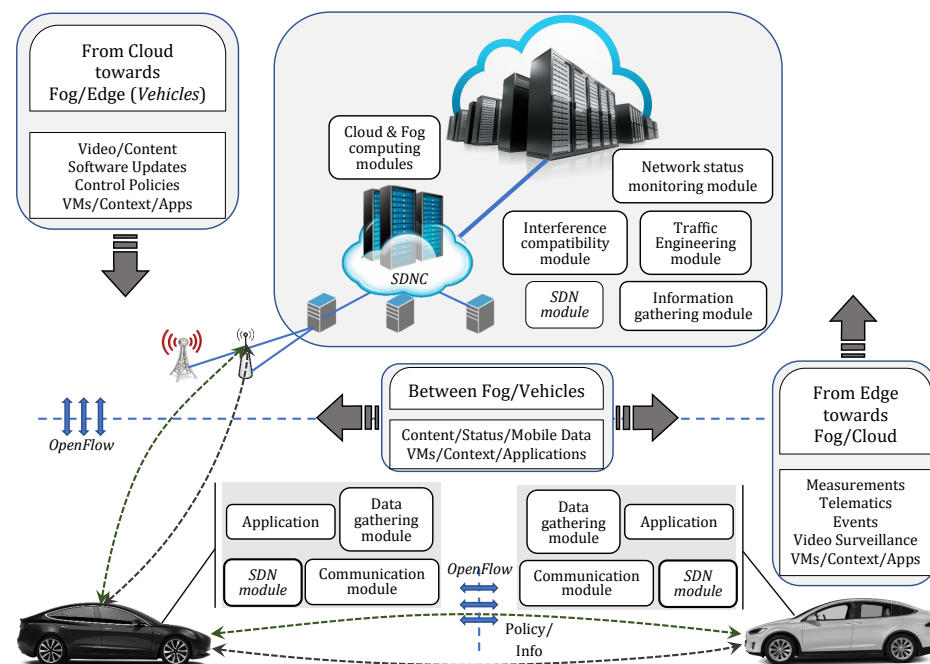 From Cloud
towards
Fog/Edge (Vehicles)
Video/Content
Software Updates
Control Policies
VMs/Context/Apps
Cloud & Fog
computing
modules
Network status
monitoring module
Interference
compatibility
module
Traffic
Engineering
module
SDNC
SDN
module
Information
gathering module
Between Fog/Vehicles
Content/Status/Mobile Data
VMs/Context/Applications
From Edge
towards
Fog/Cloud
Measurements
Telematics
Events
Video Surveillance
VMs/Context/Apps
OpenFlow
Application
Data
gathering
module
SDN
module
Communication
module
Data
gathering
module
Application
Communication
module
SDN
module
OpenFlow
Policy/
Info